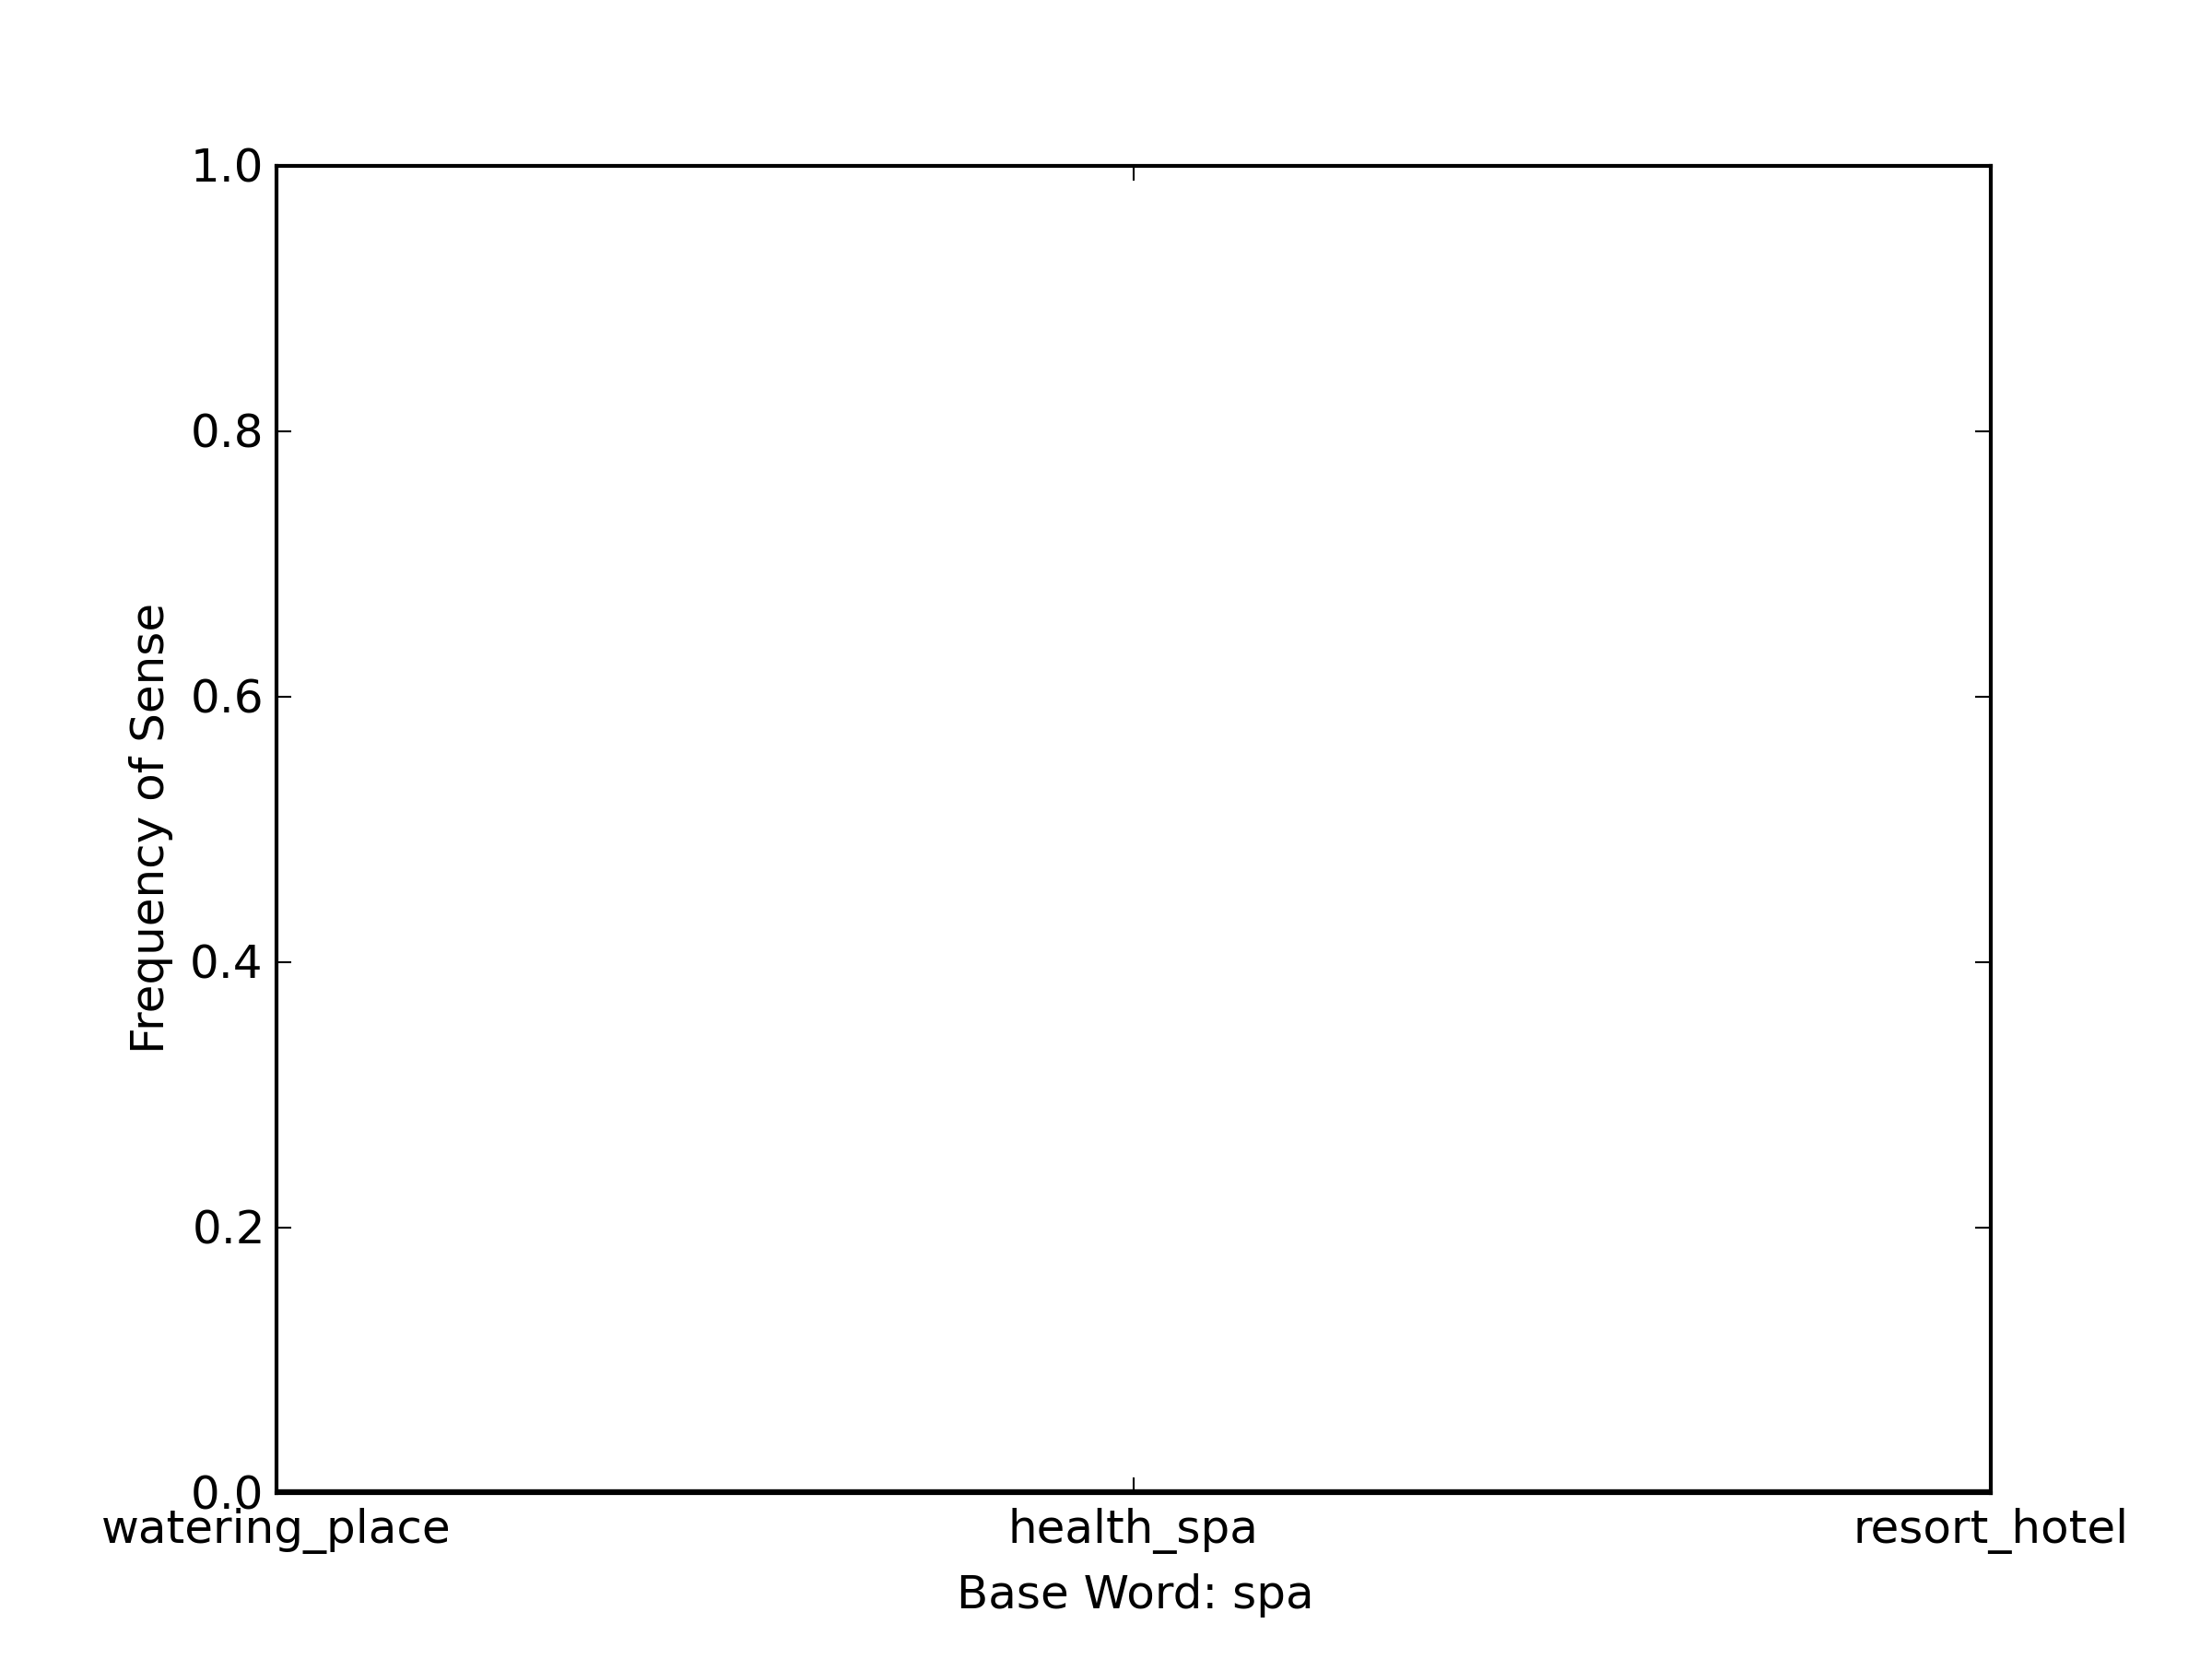 1.0
0.8
0.6
0.4
0.2
0.0
Frequency of Sense
watering_place
health_spa
resort_hotel
Base Word: spa